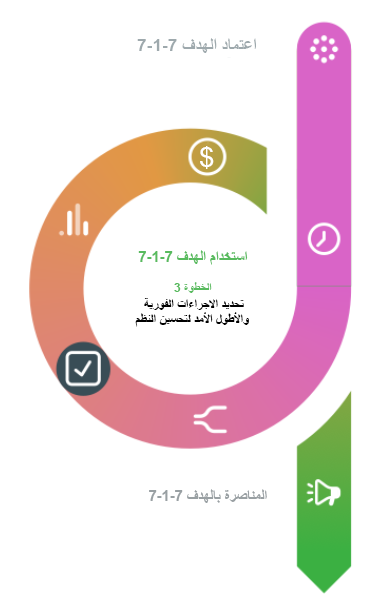 اعتماد الهدف 7-1-7
$
استخدام الهدف 7-1-7
الخطوة 3
تحديد الاجراءات الفورية
والأطول الأمد لتحسين النظم
المناصرة بالهدف 7-1-7